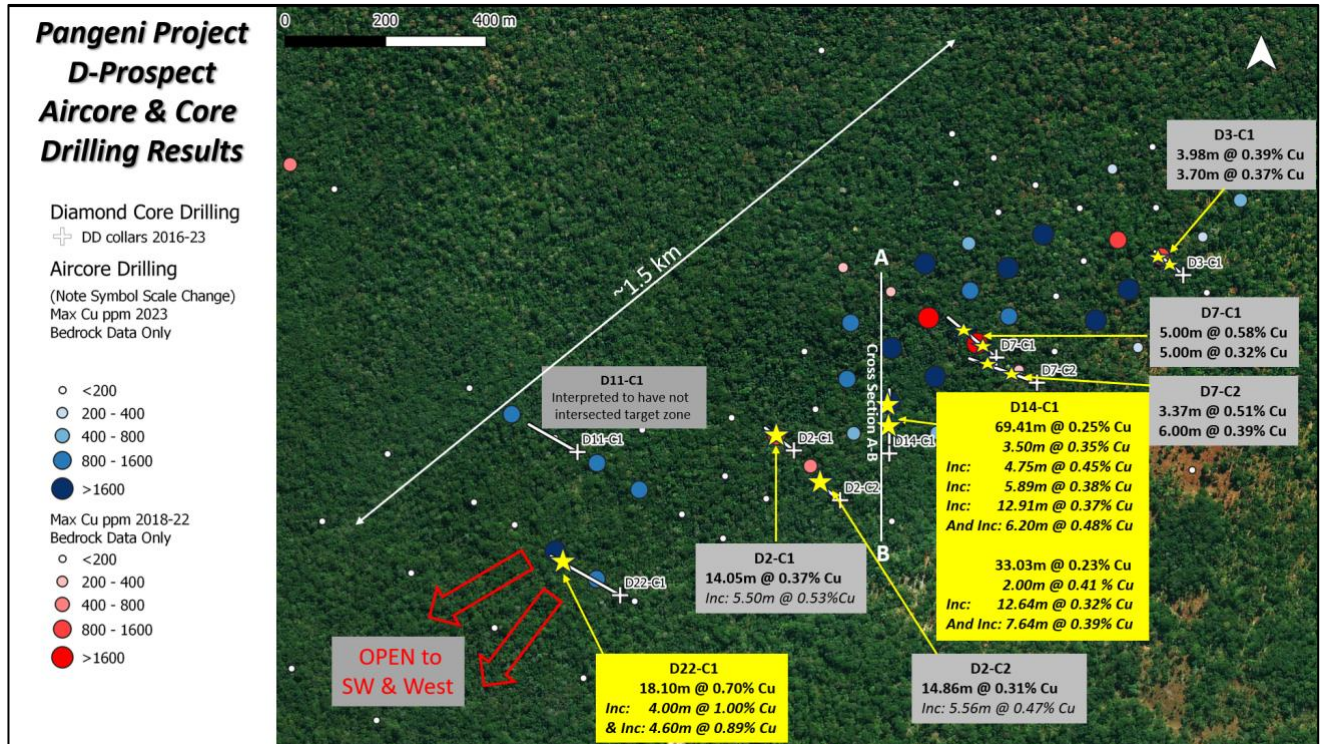 Pangeni Project
D-Prospect
Aircore & Core
Drilling Results
Diamond Core Drilling
DD collars 2016-23
Aircore Drilling
(Note Symbol Scale Change)
Max Cu ppm 2023
Bedrock Data Only
<200
200 - 400
400 - 800
800 - 1600
>1600
Max Cu ppm 2018-22
Bedrock Data Only
<200
200 - 400
400 - 800
800 - 1600
>1600
0 200 400 m
~1.5 km
A
Cross Section A-B
B
D3-C1
3.98m @ 0.39% Cu
3.70m @ 0.37% Cu
D3-C1
D7-C1
5.00m @ 0.58% Cu
5.00m @ 0.32% Cu
D7-C1
D7-C2
D7-C2
3.37m @ 0.51% Cu
6.00m @ 0.39% Cu
D11-C1
Interpreted to have not
intersected target zone
D11-C1
D2-C1
D14-C1
D2-C2
D14-C1
69.41m @ 0.25% Cu
3.50m @ 0.35% Cu
Inc: 4.75m @ 0.45% Cu
Inc: 5.89m @ 0.38% Cu
Inc: 12.91m @ 0.37% Cu
And Inc: 6.20m @ 0.48% Cu
33.03m @ 0.23% Cu
2.00m @ 0.41 % Cu
Inc: 12.64m @ 0.32% Cu
And Inc: 7.64m @ 0.39% Cu
D2-C1
14.05m @ 0.37% Cu
Inc: 5.50m @ 0.53%Cu
D22-C1
OPEN to
SW & West
D22-C1
18.10m @ 0.70% Cu
Inc: 4.00m @ 1.00% Cu
& Inc: 4.60m @ 0.89% Cu
D2-C2
14.86m @ 0.31% Cu
Inc: 5.56m @ 0.47% Cu